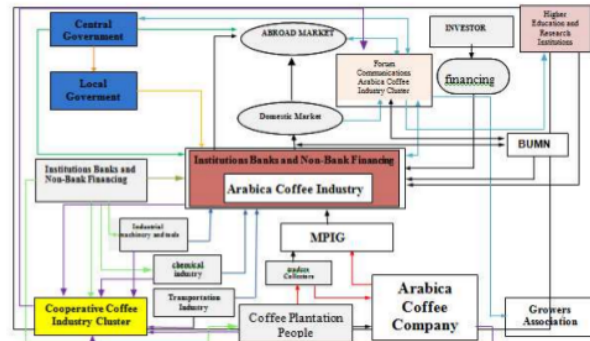 Central
Government
ABROAD MARKET
INVESTOR
Higher
Education and
Research
Institutions
Forum
Communications
Arabica Coffee
Industry Cluster
financing
Local
Goverment
Domestic Market
BUMN
Institutions Banks and Non-Bank Financing
Arabica Coffee Industry
Institutions Banks and
Non-Bank Financing
Industrial
machinery and tools
MPIG
chemical
industry
Collectors
Transportation
Industry
Arabica
Coffee
Company
Cooperative Coffee
Industry Cluster
Coffee Plantation
People
Growers
Association